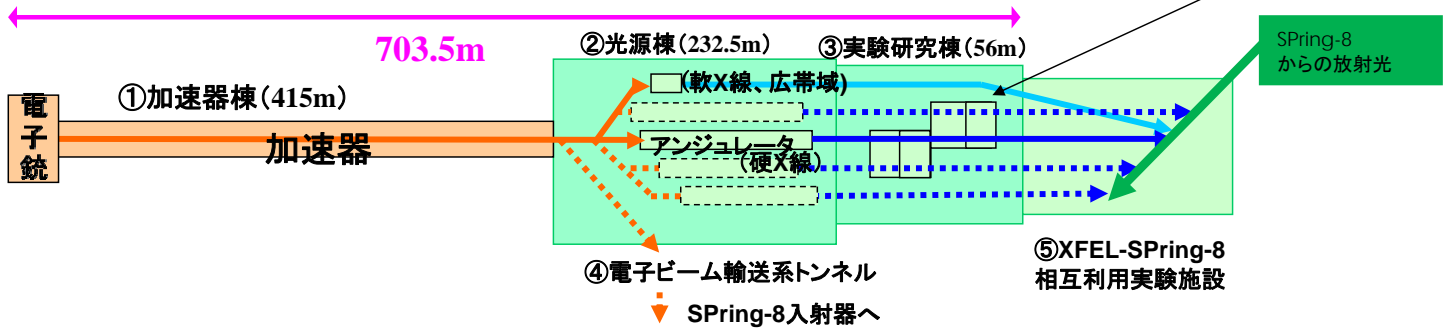 703.5m
②光源棟（232.5m）
③実験研究棟（56m）
SPring-8
からの放射光
①加速器棟（415m）
(軟X線、広帯域)
電子銃
加速器
アンジュレータ
(硬X線)
④電子ビーム輸送系トンネル
⑤XFEL-SPring-8
相互利用実験施設
SPring-8入射器へ